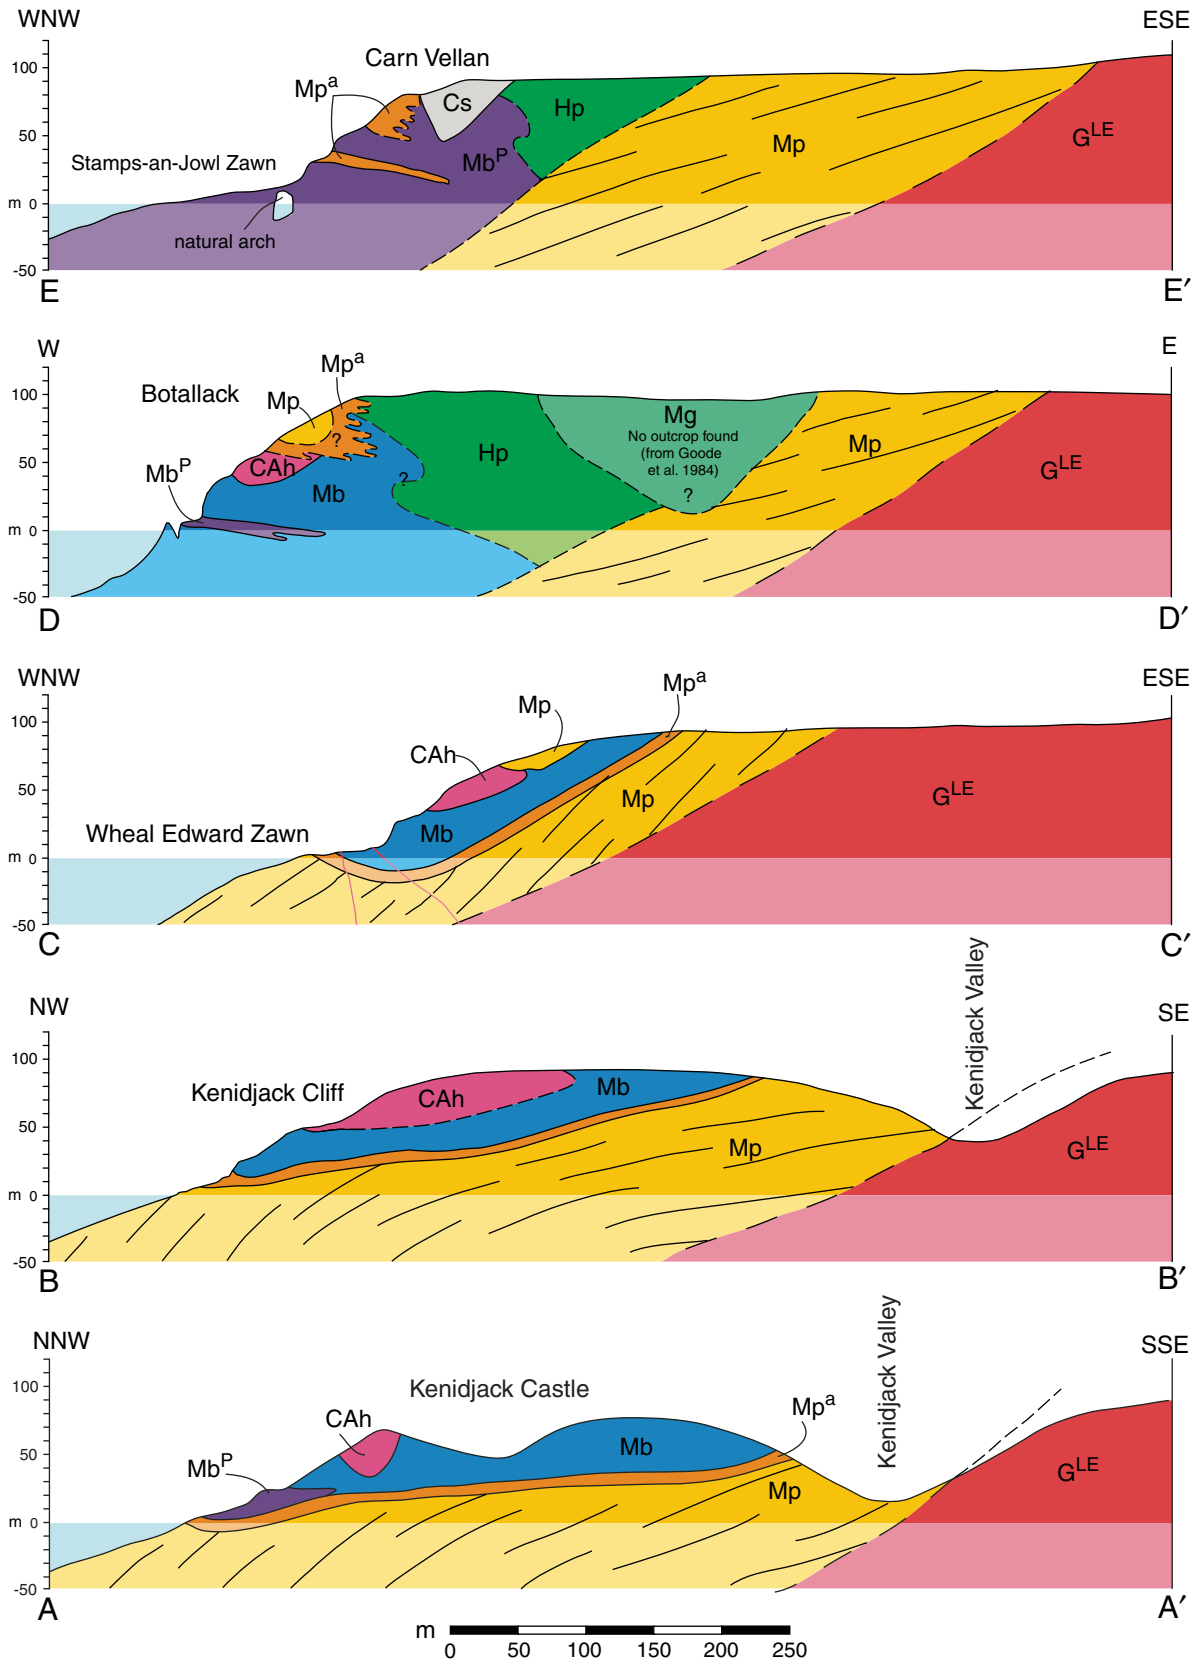 WNW
ESE
Carn Vellan
100
Mpᵃ
Cs
Hp
50
Mp
Gᴸᴱ
Stamps-an-Jowl Zawn
Mbᴾ
m 0
natural arch
-50
E
E′
W
E
Mpᵃ
Botallack
100
Mp
Mg
No outcrop found
(from Goode
et al. 1984)
?
?
Hp
Mp
50
CAh
Gᴸᴱ
Mbᴾ
Mb
?
?
m 0
-50
D
D′
WNW
ESE
Mpᵃ
Mp
100
CAh
50
Mp
Gᴸᴱ
Wheal Edward Zawn
Mb
m 0
-50
C
C′
Kenidjack Valley
NW
SE
100
Kenidjack Cliff
CAh
Mb
50
Mp
Gᴸᴱ
m 0
-50
B
B′
Kenidjack Valley
NNW
SSE
100
Kenidjack Castle
CAh
Mpᵃ
50
Mb
Mbᴾ
Gᴸᴱ
Mp
m 0
-50
A
A′
m
0 50 100 150 200 250